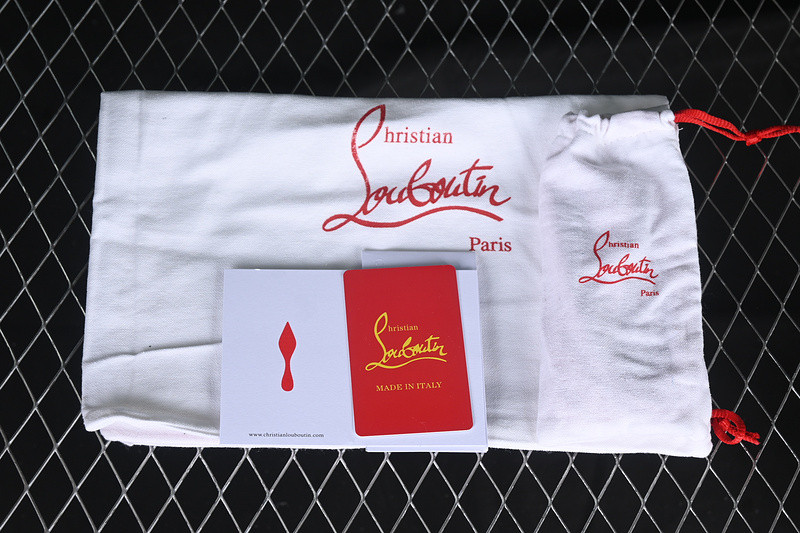 Christian
Louboutin
Paris
Christian
Louboutin
Paris
Christian
Louboutin
MADE IN ITALY
www.christianlouboutin.com